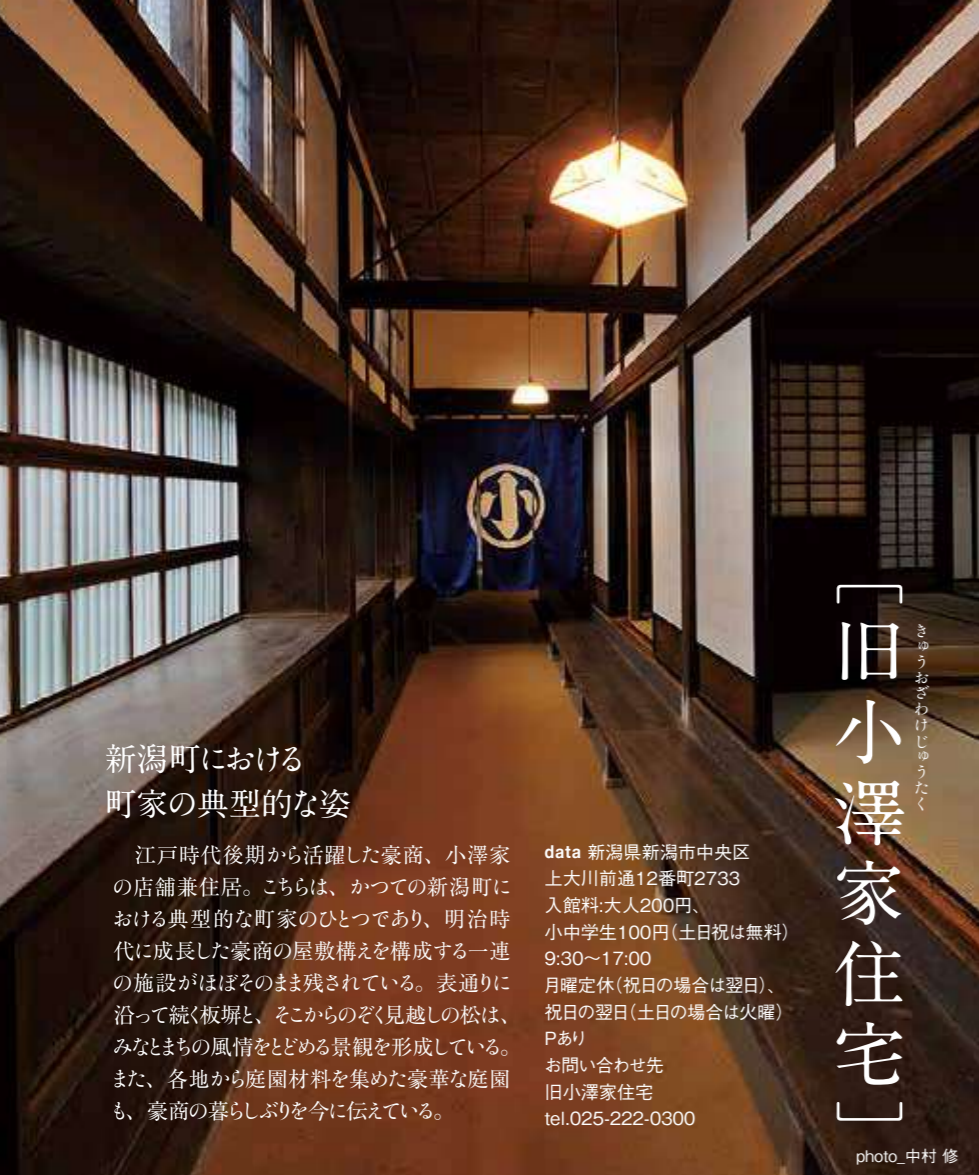 小
[旧小澤家住宅]
きゅうおざわけじゅうたく
新潟町における
町家の典型的な姿
江戸時代後期から活躍した豪商、小澤家
の店舗兼住居。こちらは、かつての新潟町に
おける典型的な町家のひとつであり、明治時
代に成長した豪商の屋敷構えを構成する一連
の施設がほぼそのまま残されている。表通りに
沿って続く板塀と、そこからのぞく見越しの松は、
みなとまちの風情をとどめる景観を形成している。
また、各地から庭園材料を集めた豪華な庭園
も、豪商の暮らしぶりを今に伝えている。
data 新潟県新潟市中央区
上大川前通12番町2733
入館料:大人200円、
小中学生100円(土日祝は無料)
9:30〜17:00
月曜定休(祝日の場合は翌日)、
祝日の翌日(土日の場合は火曜)
Pあり
お問い合わせ先
旧小澤家住宅
tel.025-222-0300
photo_中村 修